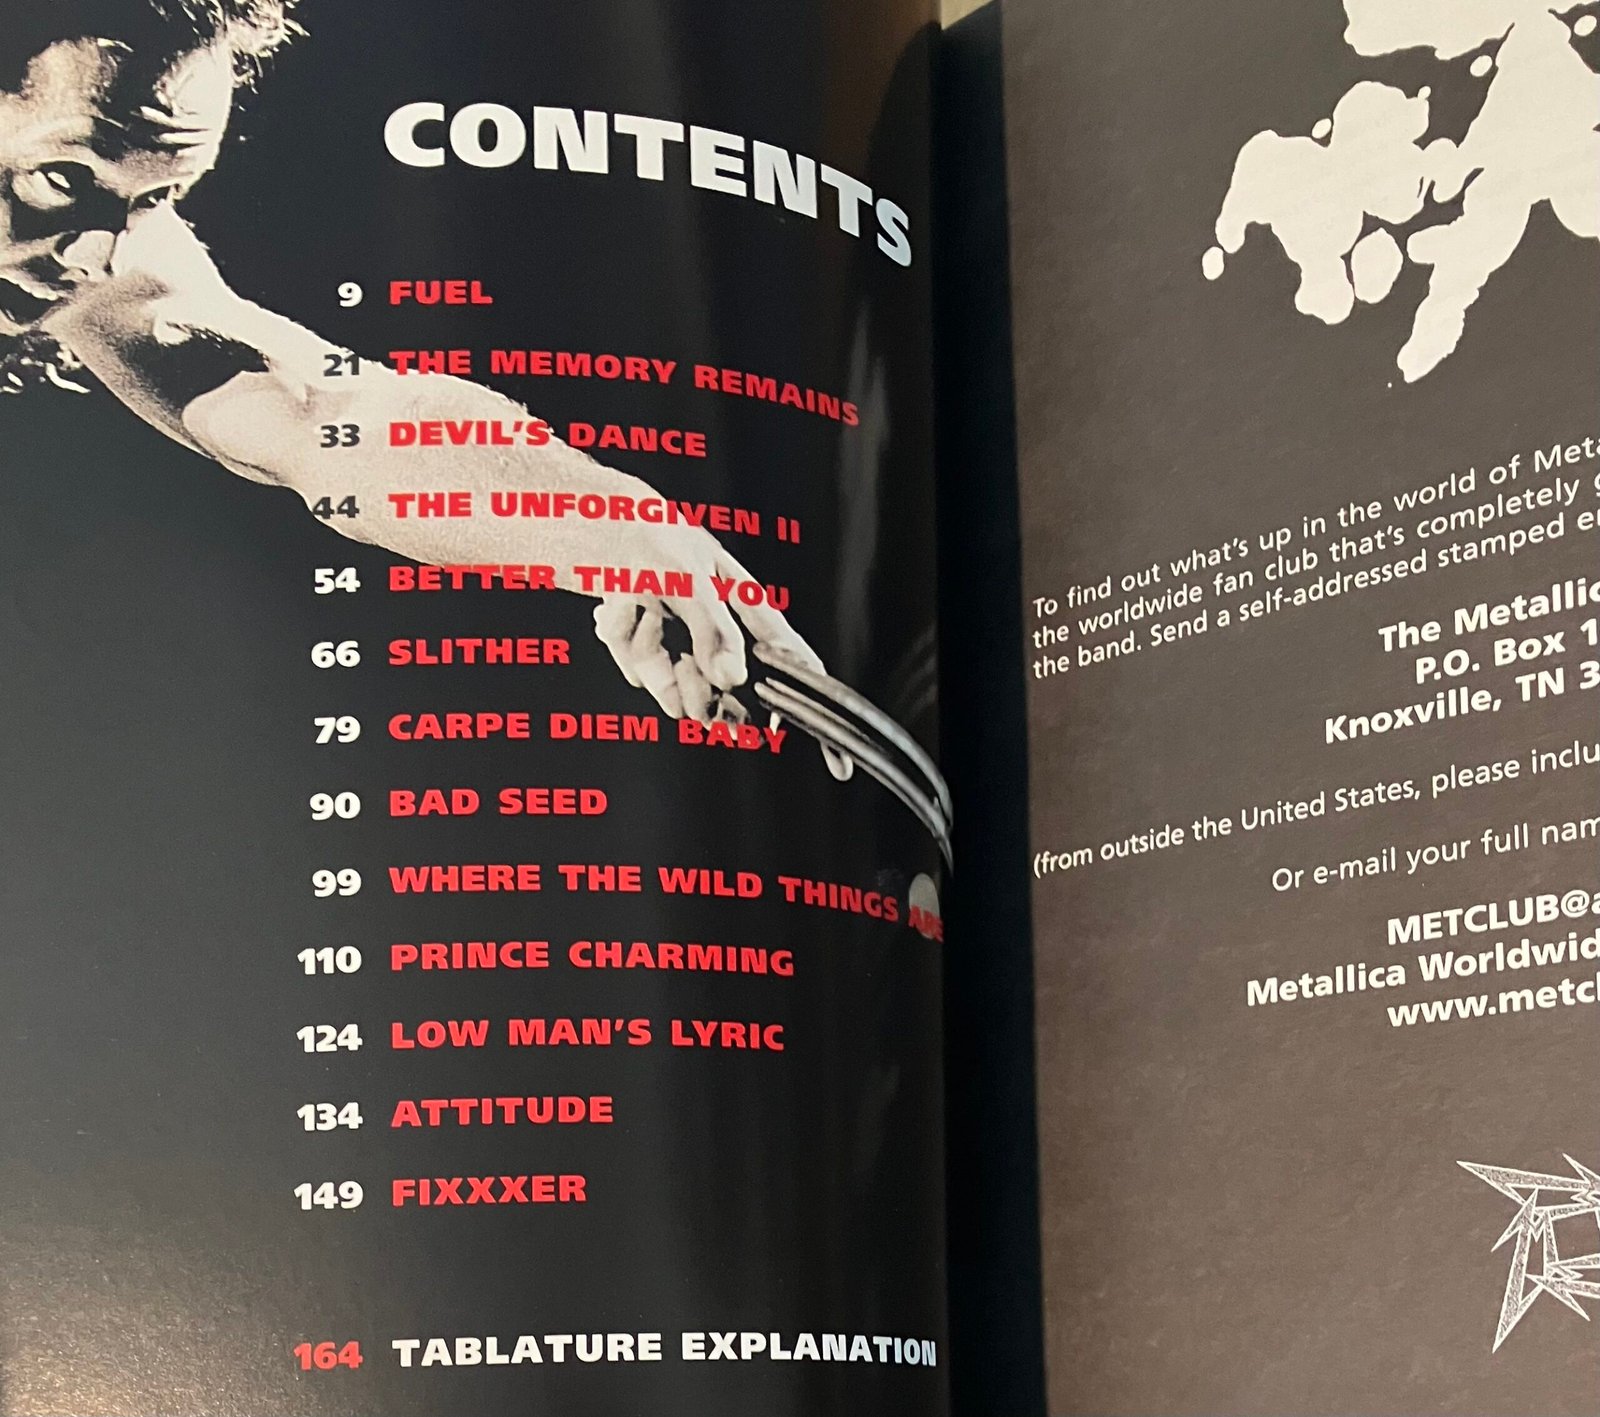 CONTENTS
9 FUEL
21 THE MEMORY REMAINS
33 DEVIL'S DANCE
44 THE UNFORGIVEN II
54 BETTER THAN YOU
66 SLITHER
79 CARPE DIEM BABY
90 BAD SEED
99 WHERE THE WILD THINGS ARE
110 PRINCE CHARMING
124 LOW MAN'S LYRIC
134 ATTITUDE
149 FIXXXER
164 TABLATURE EXPLANATION
To find out what's up in the world of
the worldwide fan club that's completely
the band. Send a self-addressed stamped
The
P.O. Box
Knoxville, TN
(from outside the United States, please
Or e-mail your full
Metallica